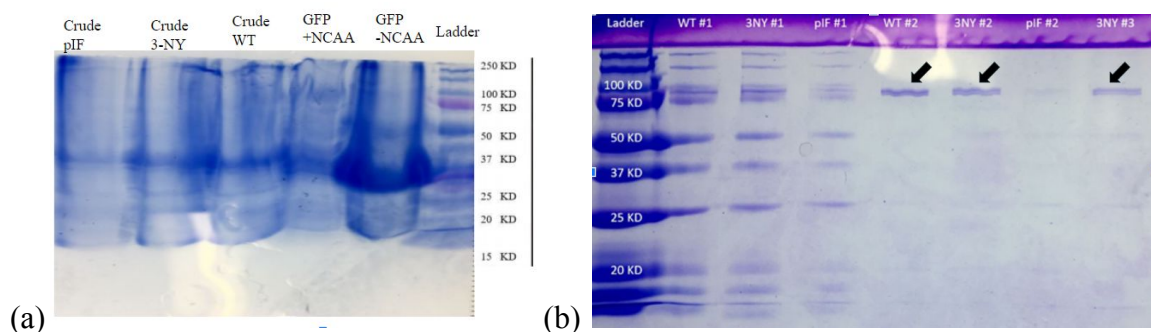 Crude pIF
Crude 3-NY
Crude WT
GFP +NCAA
GFP -NCAA
Ladder
250 KD
100 KD
75 KD
50 KD
37 KD
25 KD
20 KD
15 KD
(a)
Ladder WT #1 3NY #1 pIF #1 WT #2 3NY #2 pIF #2 3NY #3
100 KD
75 KD
50 KD
37 KD
25 KD
20 KD
(b)